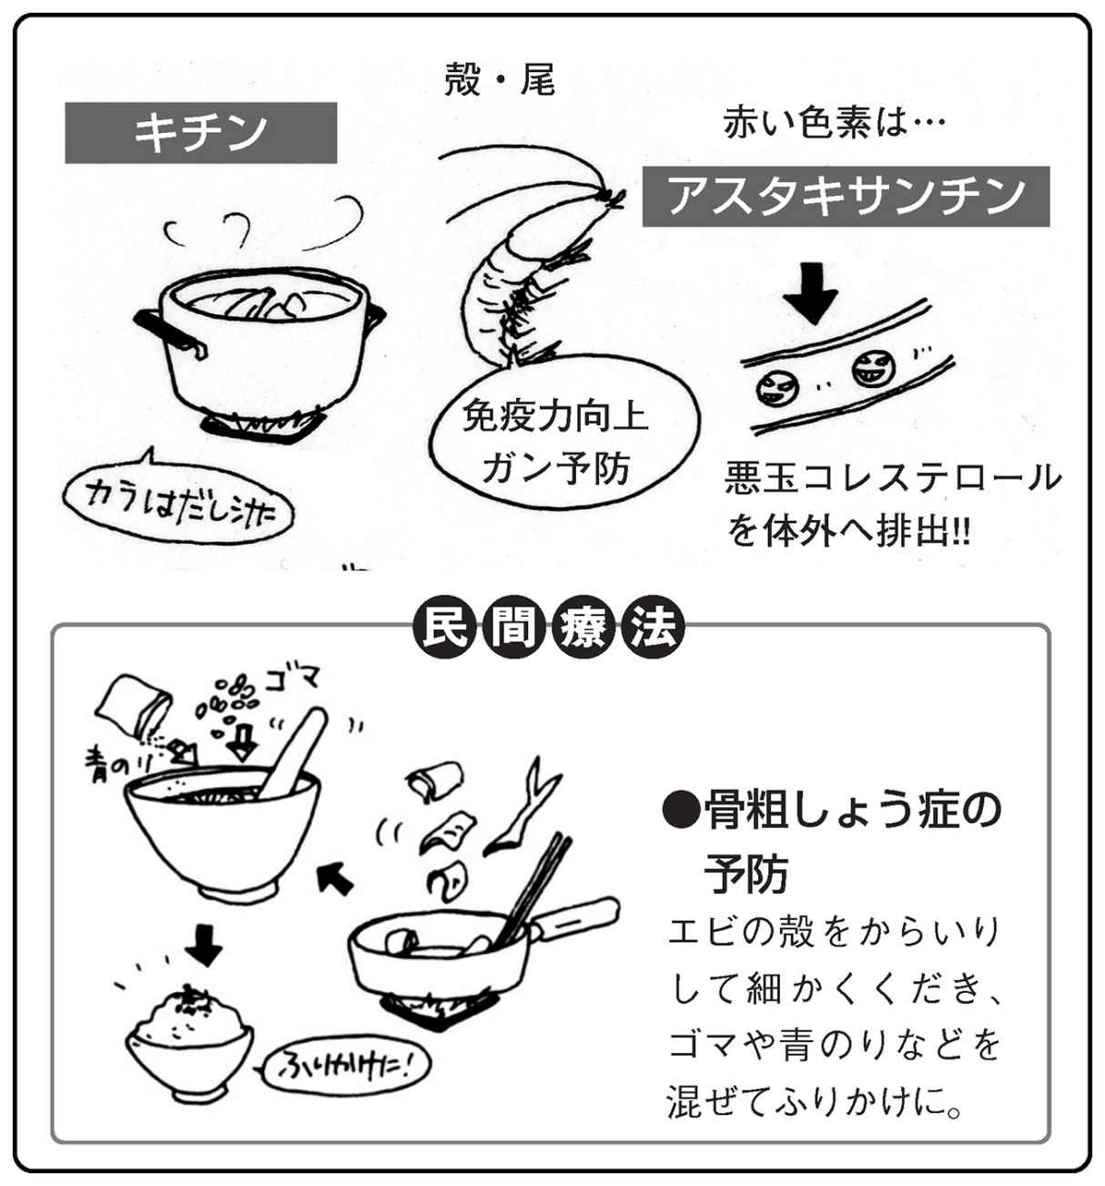 殻・尾
キチン
赤い色素は…
アスタキサンチン
免疫力向上
ガン予防
カラはだし汁に
悪玉コレステロール
を体外へ排出!!
民間療法
ゴマ
青のり
●骨粗しょう症の
予防
エビの殻をからいり
して細かくくだき、
ゴマや青のりなどを
混ぜてふりかけに。
ふりかけに!